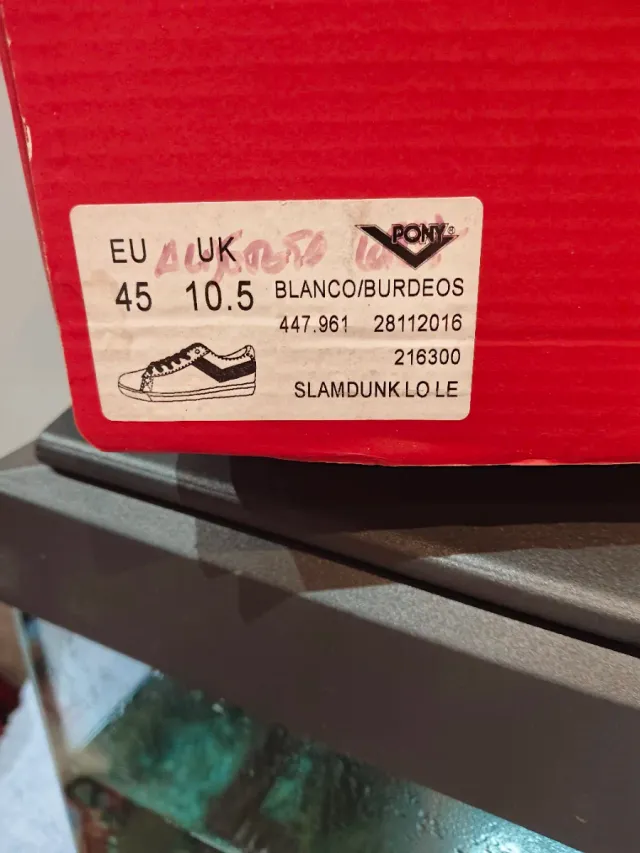 EU UK
45 10.5
PONY®
BLANCO/BURDEOS
447.961 28112016
216300
SLAMDUNK LO LE